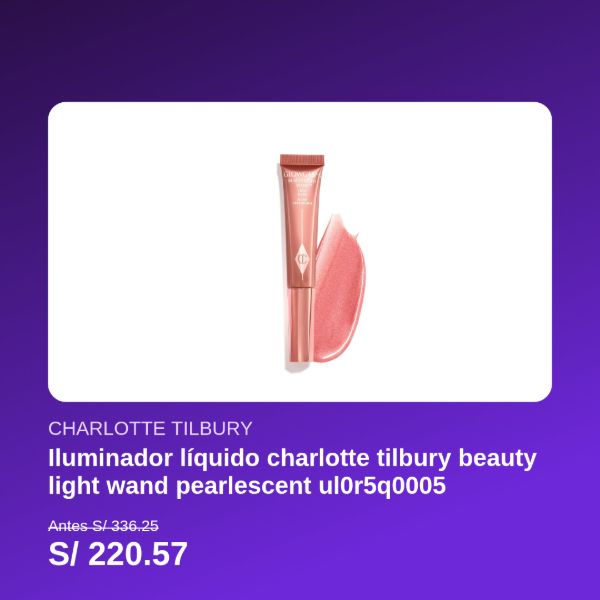 CHARLOTTE TILBURY
Iluminador líquido charlotte tilbury beauty
light wand pearlescent ul0r5q0005
Antes S/ 336.25
S/ 220.57